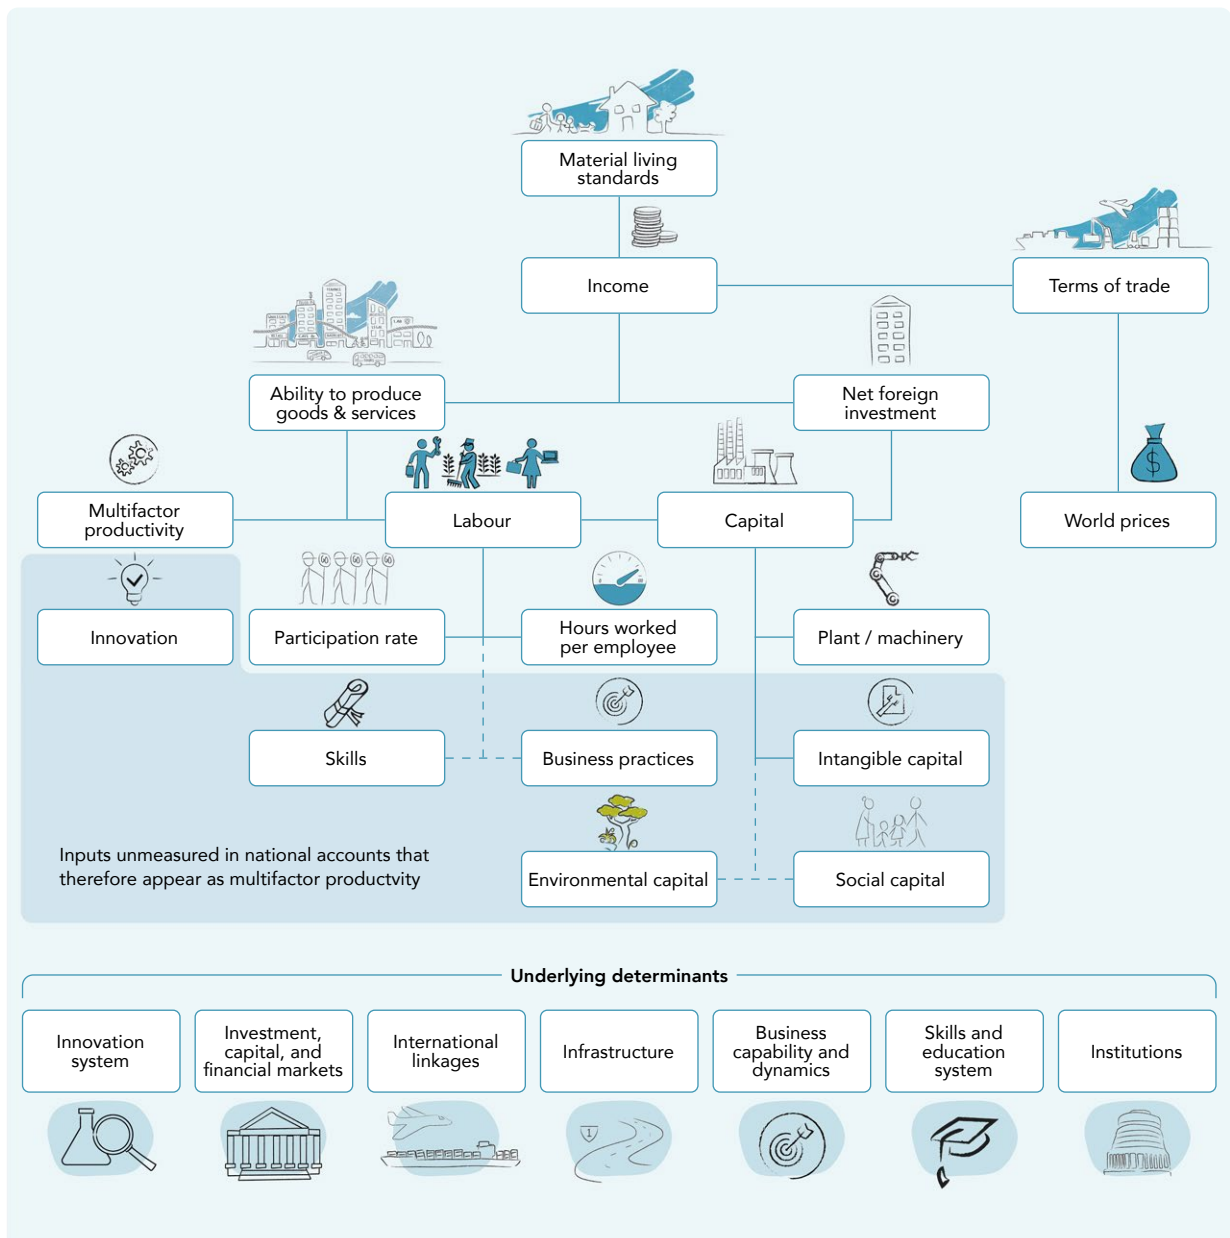 Material living
standards
Income
Terms of trade
Ability to produce
goods & services
Net foreign
investment
$
Multifactor
productivity
Labour
Capital
World prices
Innovation
Participation rate
Hours worked
per employee
Plant / machinery
Skills
Business practices
Intangible capital
Inputs unmeasured in national accounts that
therefore appear as multifactor productvity
Environmental capital
Social capital
Underlying determinants
Innovation
system
Investment,
capital, and
financial markets
International
linkages
Infrastructure
Business
capability and
dynamics
Skills and
education
system
Institutions
1